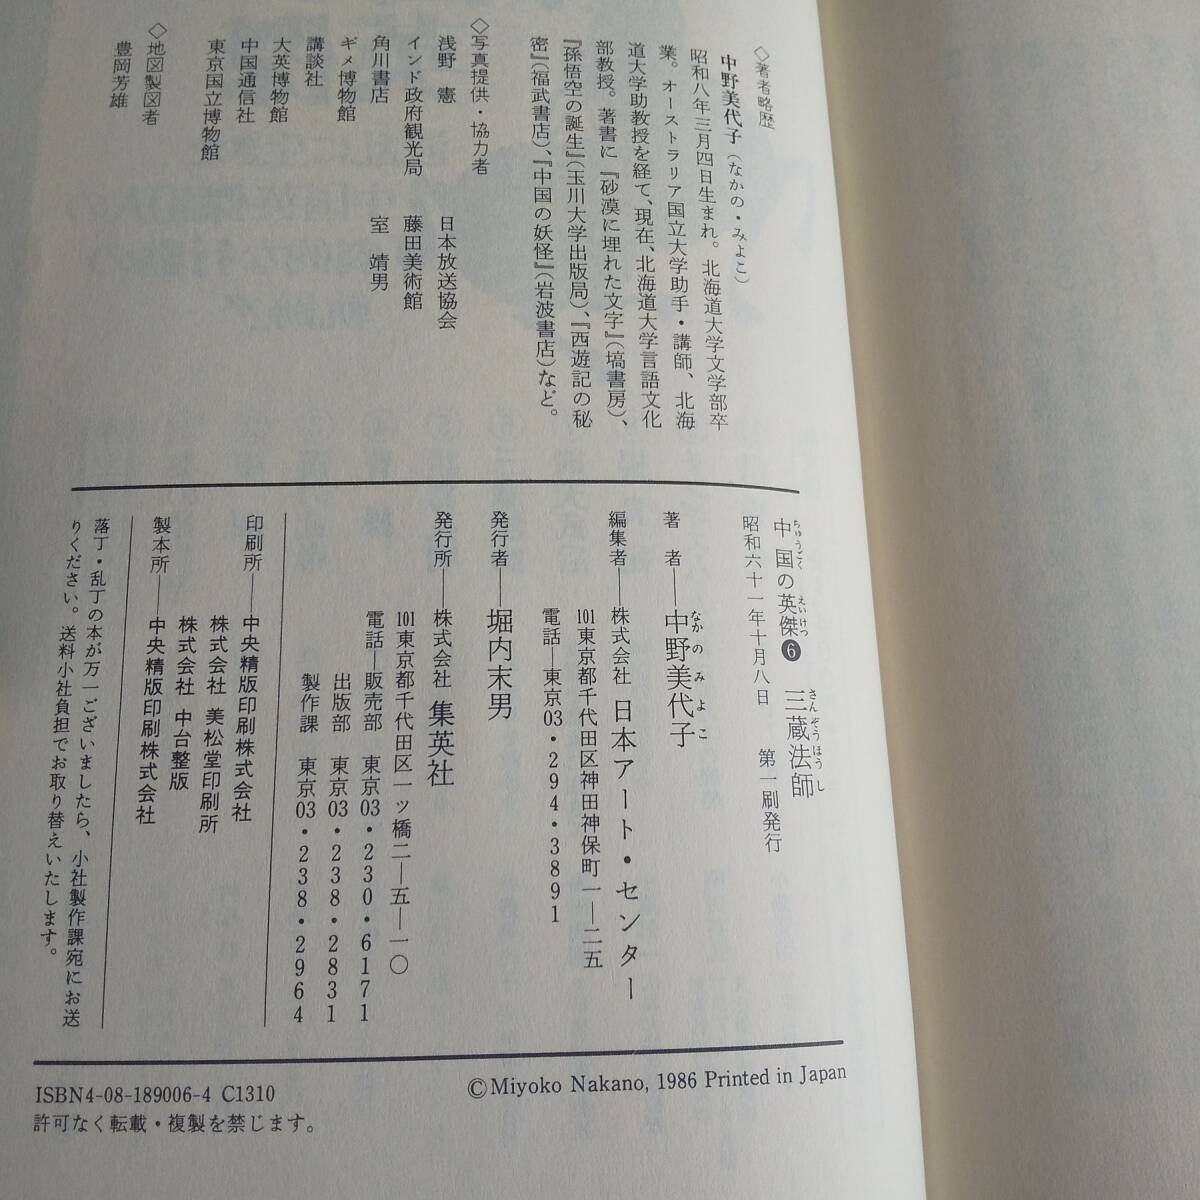 ◇著者略歴
中野美代子(なかの・みよこ)
昭和八年三月四日生まれ。北海道大学文学部卒
業。オーストラリア国立大学助手・講師、北海
道大学助教授を経て、現在、北海道大学言語文化
部教授。著書に『砂漠に埋れた文字』(塙書房)、
『孫悟空の誕生』(玉川大学出版局)、『西遊記の秘
密』(福武書店)、『中国の妖怪』(岩波書店)など。
◇写真提供・協力者
浅野 憲 日本放送協会
インド政府観光局 藤田美術館
角川書店 室 靖男
ギメ博物館
講談社
大英博物館
中国通信社
東京国立博物館
◇地図製図者
豊岡芳雄
中国の英傑❻ 三蔵法師
ちゅうごく えいけつ さんぞうほうし
昭和六十一年十月八日 第一刷発行
著 者――中野美代子
なかのみよこ
編集者――株式会社 日本アート・センター
101東京都千代田区神田神保町一―二五
電話―東京03・294・3891
発行者――堀内末男
発行所――株式会社 集英社
101東京都千代田区一ッ橋二―五―一〇
電話―販売部 東京03・230・6171
出版部 東京03・238・2831
製作課 東京03・238・2964
印刷所――中央精版印刷株式会社
株式会社 美松堂印刷所
株式会社 中台整版
製本所――中央精版印刷株式会社
落丁・乱丁の本が万一ございましたら、小社製作課宛にお送
りください。送料小社負担でお取り替えいたします。
©Miyoko Nakano, 1986 Printed in Japan
ISBN4-08-189006-4 C1310
許可なく転載・複製を禁じます。